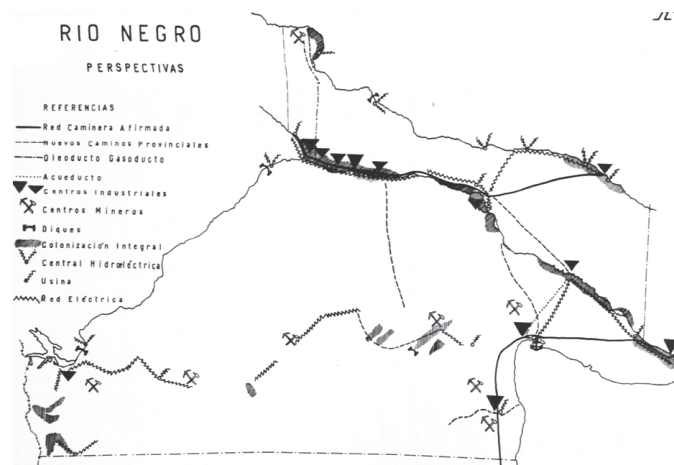 RIO NEGRO
PERSPECTIVAS
REFERENCIAS
Red Caminera Afirmada
Nuevos Caminos Provinciales
Oleoducto Gasoducto
Acueducto
Centros Industriales
Centros Mineros
Diques
Colonización Integral
Central Hidroeléctrica
Usina
Red Eléctrica